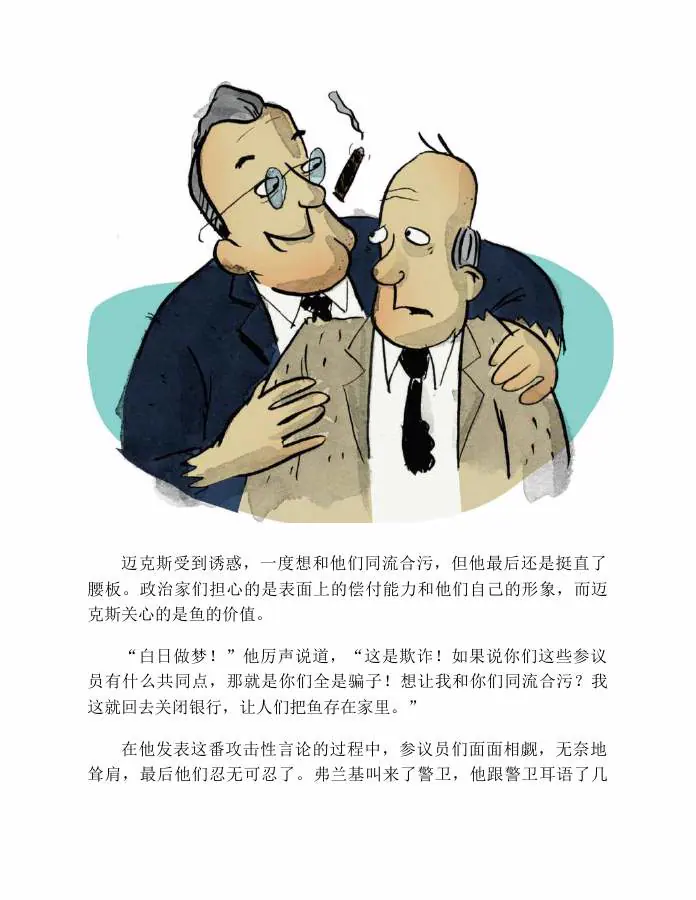 迈克斯受到诱惑，一度想和他们同流合污，但他最后还是挺直了
腰板。政治家们担心的是表面上的偿付能力和他们自己的形象，而迈
克斯关心的是鱼的价值。
“白日做梦！”他厉声说道，“这是欺诈！如果说你们这些参议
员有什么共同点，那就是你们全是骗子！想让我和你们同流合污？我
这就回去关闭银行，让人们把鱼存在家里。”
在他发表这番攻击性言论的过程中，参议员们面面相觑，无奈地
耸肩，最后他们忍无可忍了。弗兰基叫来了警卫，他跟警卫耳语了几